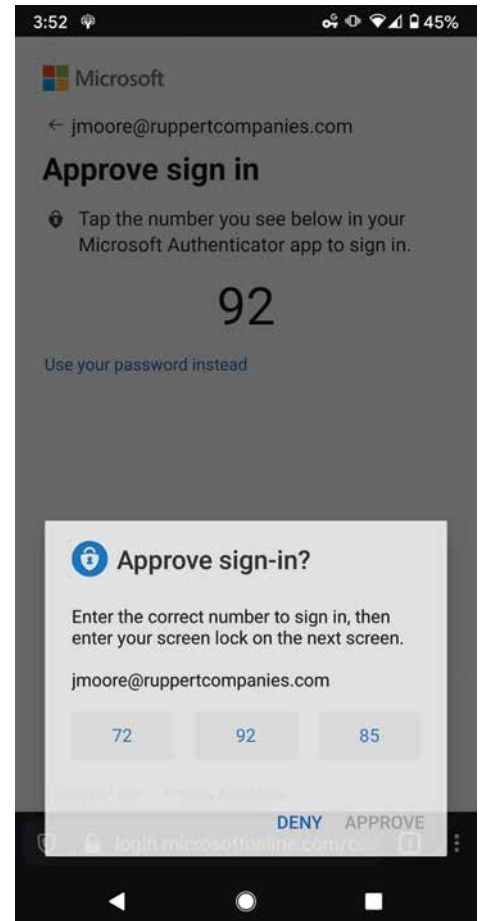 3:52 45%
Microsoft
← jmoore@ruppertcompanies.com
Approve sign in
Tap the number you see below in your
Microsoft Authenticator app to sign in.
92
Use your password instead
Approve sign-in?
Enter the correct number to sign in, then
enter your screen lock on the next screen.
jmoore@ruppertcompanies.com
72 92 85
DENY APPROVE
login.microsoftonline.com/co